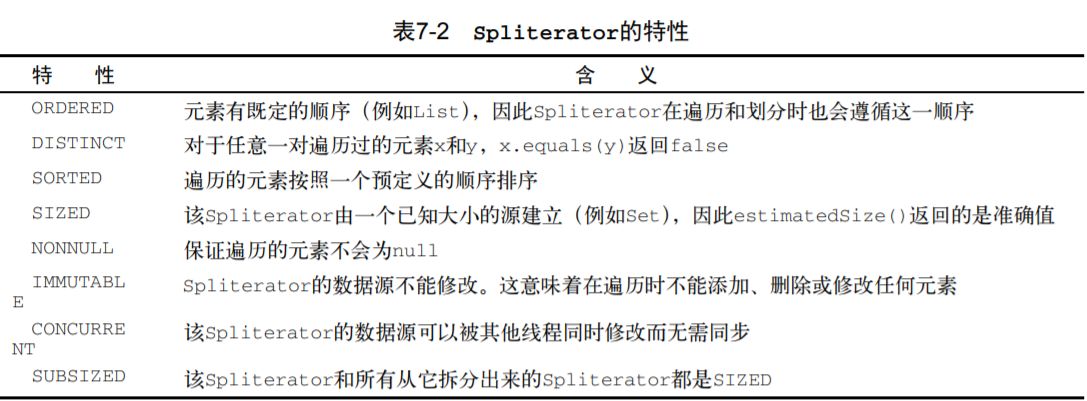 表7-2 Spliterator的特性
特 性 含 义
ORDERED 元素有既定的顺序（例如List），因此Spliterator在遍历和划分时也会遵循这一顺序
DISTINCT 对于任意一对遍历过的元素x和y，x.equals(y)返回false
SORTED 遍历的元素按照一个预定义的顺序排序
SIZED 该Spliterator由一个已知大小的源建立（例如Set），因此estimatedSize()返回的是准确值
NONNULL 保证遍历的元素不会为null
IMMUTABL Spliterator的数据源不能修改。这意味着在遍历时不能添加、删除或修改任何元素
E
CONCURRE 该Spliterator的数据源可以被其他线程同时修改而无需同步
NT
SUBSIZED 该Spliterator和所有从它拆分出来的Spliterator都是SIZED